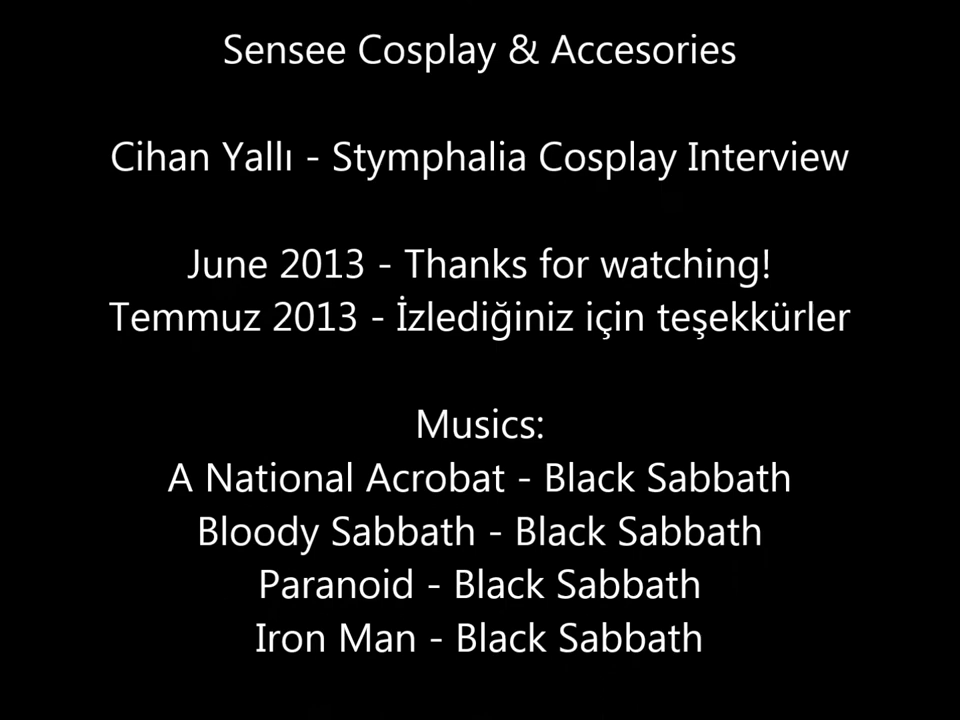 Sensee Cosplay & Accesories
Cihan Yallı - Stymphalia Cosplay Interview
June 2013 - Thanks for watching!
Temmuz 2013 - İzlediğiniz için teşekkürler
Musics:
A National Acrobat - Black Sabbath
Bloody Sabbath - Black Sabbath
Paranoid - Black Sabbath
Iron Man - Black Sabbath